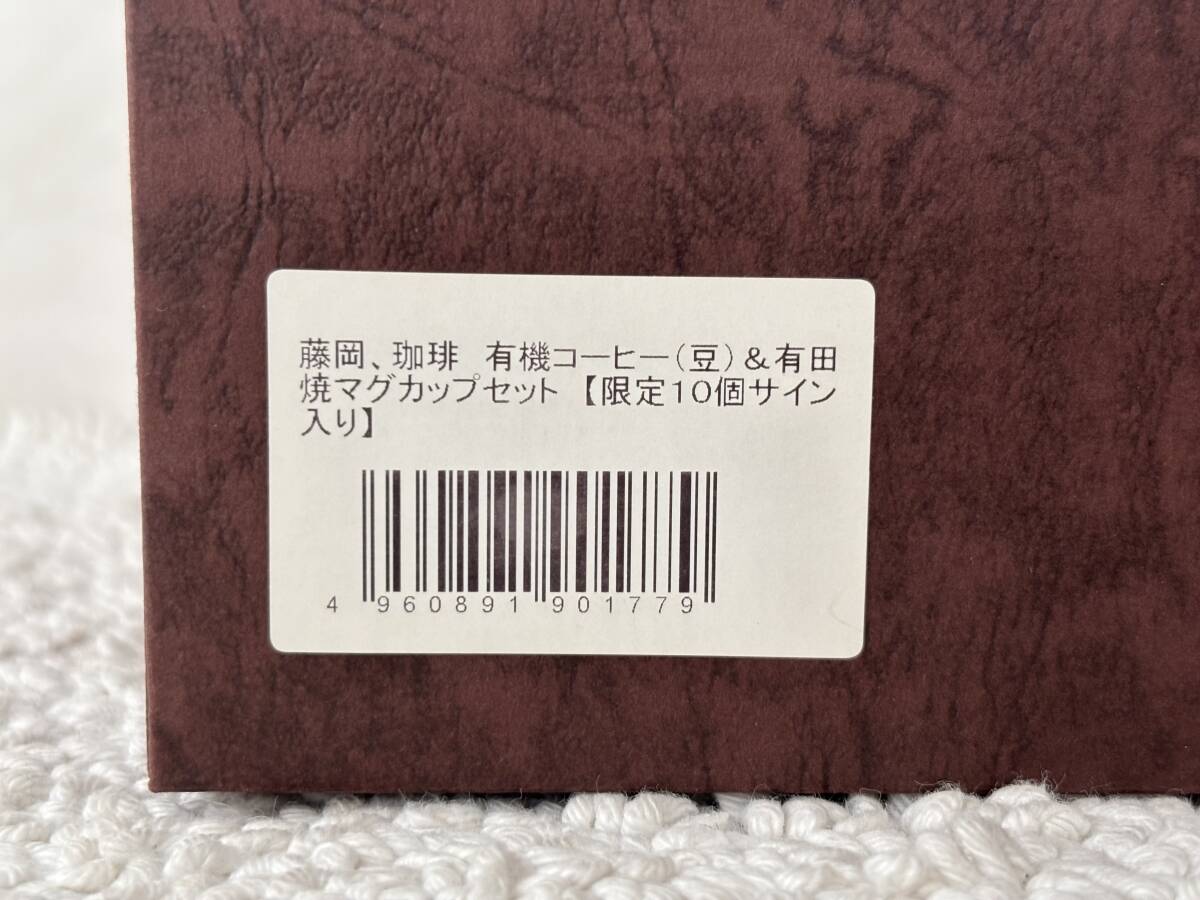 藤岡、珈琲　有機コーヒー（豆）＆有田
焼マグカップセット　【限定１０個サイン
入り】
4 960891 901779